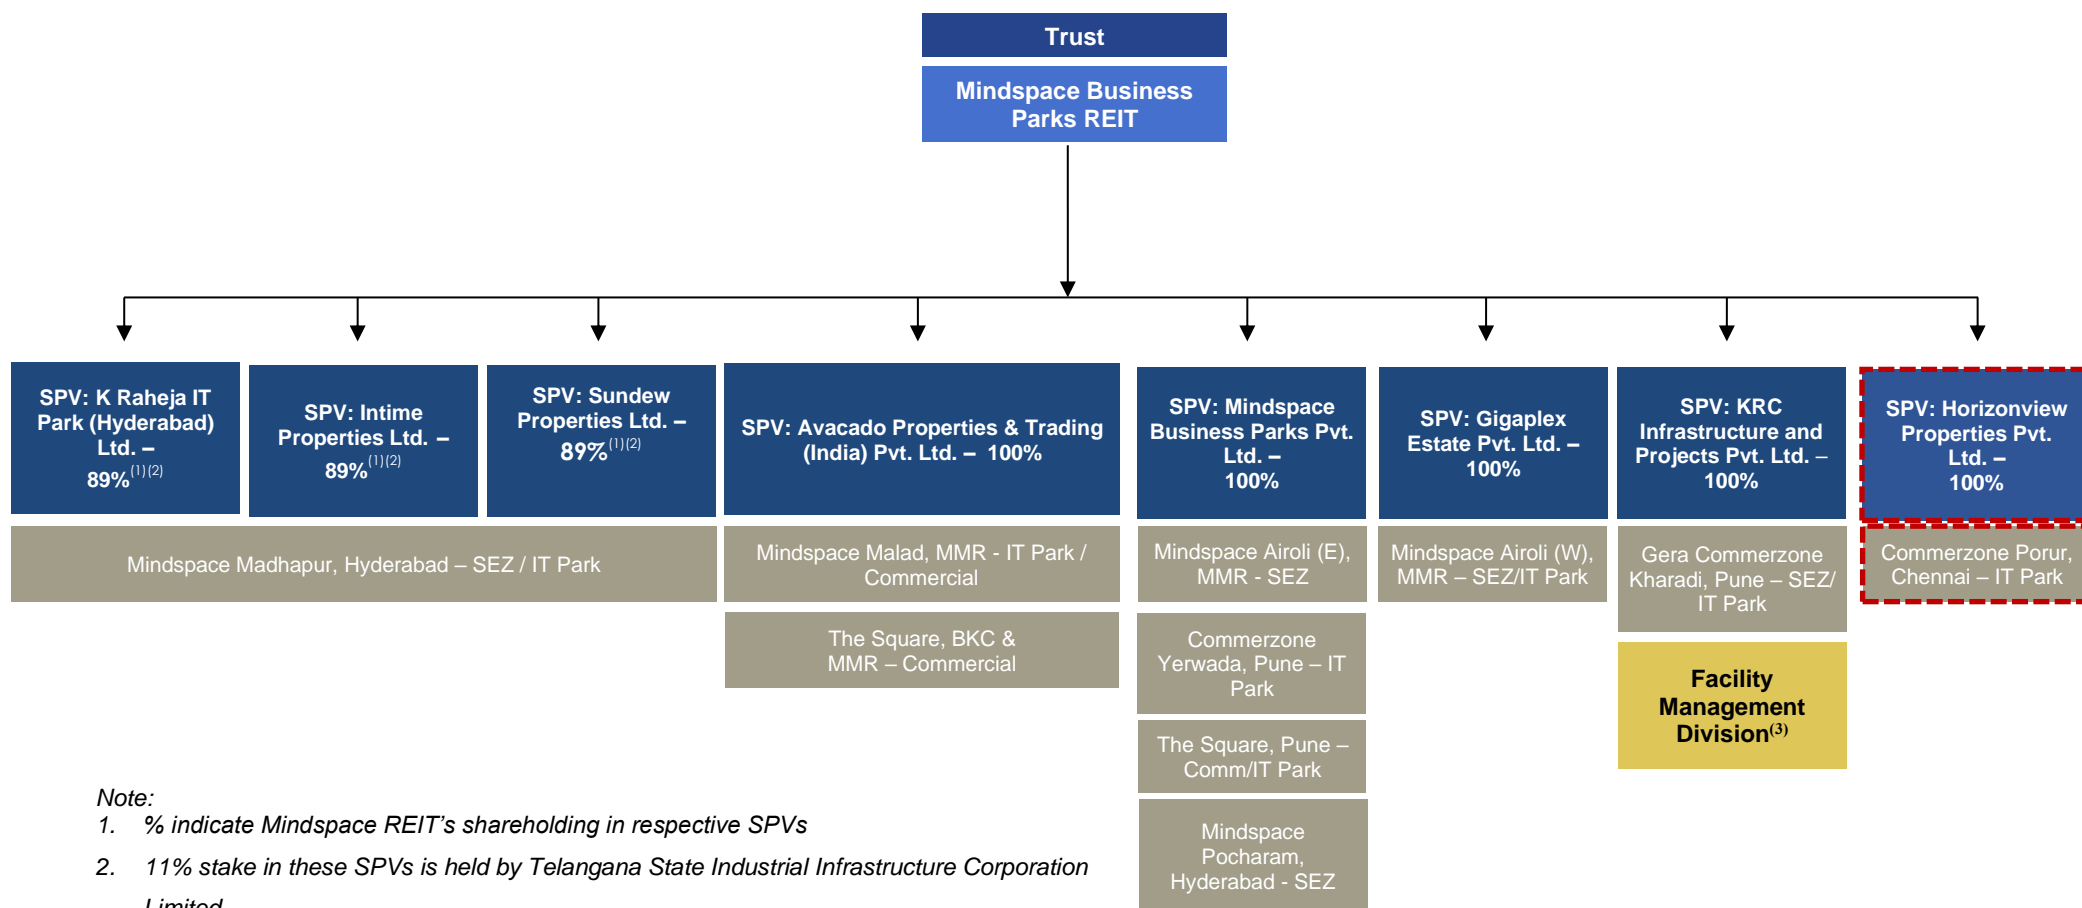 Trust
Mindspace Business
Parks REIT
SPV: K Raheja IT
Park (Hyderabad)
Ltd. –
89%(1)(2)
SPV: Intime
Properties Ltd. –
89%(1)(2)
SPV: Sundew
Properties Ltd. –
89%(1)(2)
SPV: Avacado Properties & Trading
(India) Pvt. Ltd. – 100%
SPV: Mindspace
Business Parks Pvt.
Ltd. –
100%
SPV: Gigaplex
Estate Pvt. Ltd. –
100%
SPV: KRC
Infrastructure and
Projects Pvt. Ltd. –
100%
SPV: Horizonview
Properties Pvt.
Ltd. –
100%
Mindspace Madhapur, Hyderabad – SEZ / IT Park
Mindspace Malad, MMR - IT Park /
Commercial
Mindspace Airoli (E),
MMR - SEZ
Mindspace Airoli (W),
MMR – SEZ/IT Park
Gera Commerzone
Kharadi, Pune – SEZ/
IT Park
Commerzone Porur,
Chennai – IT Park
The Square, BKC &
MMR – Commercial
Commerzone
Yerwada, Pune – IT
Park
Facility
Management
Division(3)
The Square, Pune –
Comm/IT Park
Mindspace
Pocharam,
Hyderabad - SEZ
Note:
1. % indicate Mindspace REIT’s shareholding in respective SPVs
2. 11% stake in these SPVs is held by Telangana State Industrial Infrastructure Corporation
Limited